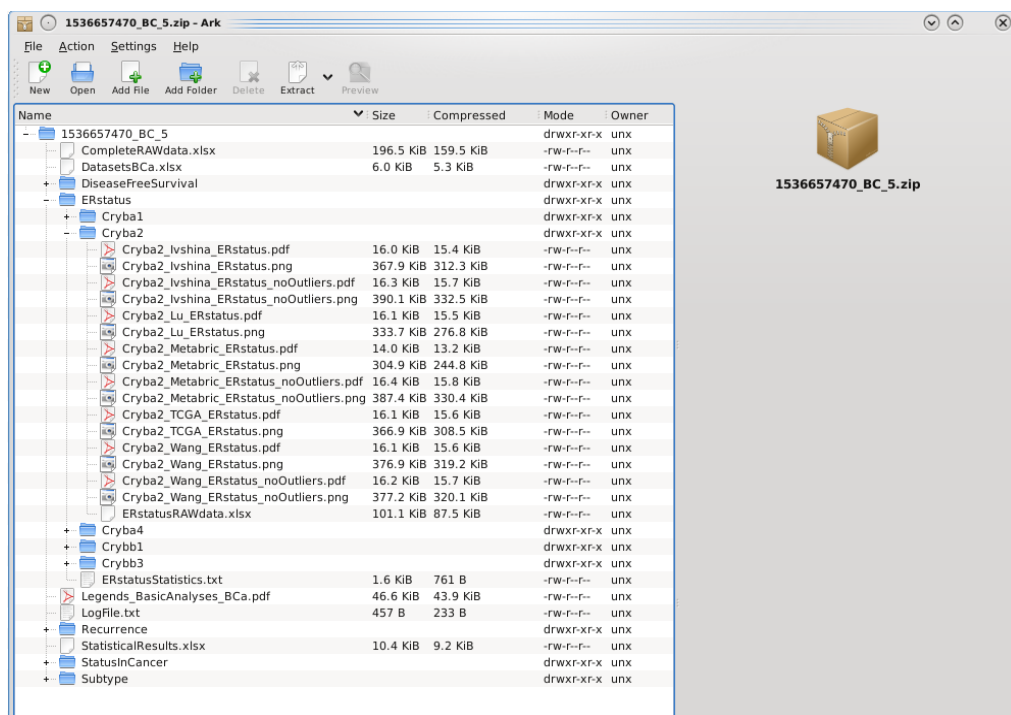 1536657470_BC_5.zip – Ark
File Action Settings Help
New Open Add File Add Folder Delete Extract Preview
Name Size Compressed Mode Owner
1536657470_BC_5 drwxr-xr-x unx
CompleteRAWdata.xlsx 196.5 KiB 159.5 KiB -rw-r--r-- unx
DatasetsBCa.xlsx 6.0 KiB 5.3 KiB -rw-r--r-- unx
DiseaseFreeSurvival drwxr-xr-x unx
ERstatus drwxr-xr-x unx
Cryba1 drwxr-xr-x unx
Cryba2 drwxr-xr-x unx
Cryba2_Ivshina_ERstatus.pdf 16.0 KiB 15.4 KiB -rw-r--r-- unx
Cryba2_Ivshina_ERstatus.png 367.9 KiB 312.3 KiB -rw-r--r-- unx
Cryba2_Ivshina_ERstatus_noOutliers.pdf 16.3 KiB 15.7 KiB -rw-r--r-- unx
Cryba2_Ivshina_ERstatus_noOutliers.png 390.1 KiB 332.5 KiB -rw-r--r-- unx
Cryba2_Lu_ERstatus.pdf 16.1 KiB 15.5 KiB -rw-r--r-- unx
Cryba2_Lu_ERstatus.png 333.7 KiB 276.8 KiB -rw-r--r-- unx
Cryba2_Metabric_ERstatus.pdf 14.0 KiB 13.2 KiB -rw-r--r-- unx
Cryba2_Metabric_ERstatus.png 304.9 KiB 244.8 KiB -rw-r--r-- unx
Cryba2_Metabric_ERstatus_noOutliers.pdf 16.4 KiB 15.8 KiB -rw-r--r-- unx
Cryba2_Metabric_ERstatus_noOutliers.png 387.4 KiB 330.4 KiB -rw-r--r-- unx
Cryba2_TCGA_ERstatus.pdf 16.1 KiB 15.6 KiB -rw-r--r-- unx
Cryba2_TCGA_ERstatus.png 366.9 KiB 308.5 KiB -rw-r--r-- unx
Cryba2_Wang_ERstatus.pdf 16.1 KiB 15.6 KiB -rw-r--r-- unx
Cryba2_Wang_ERstatus.png 376.9 KiB 319.2 KiB -rw-r--r-- unx
Cryba2_Wang_ERstatus_noOutliers.pdf 16.2 KiB 15.7 KiB -rw-r--r-- unx
Cryba2_Wang_ERstatus_noOutliers.png 377.2 KiB 320.1 KiB -rw-r--r-- unx
ERstatusRAWdata.xlsx 101.1 KiB 87.5 KiB -rw-r--r-- unx
Cryba4 drwxr-xr-x unx
Crybb1 drwxr-xr-x unx
Crybb3 drwxr-xr-x unx
ERstatusStatistics.txt 1.6 KiB 761 B -rw-r--r-- unx
Legends_BasicAnalyses_BCa.pdf 46.6 KiB 43.9 KiB -rw-r--r-- unx
LogFile.txt 457 B 233 B -rw-r--r-- unx
Recurrence drwxr-xr-x unx
StatisticalResults.xlsx 10.4 KiB 9.2 KiB -rw-r--r-- unx
StatusInCancer drwxr-xr-x unx
Subtype drwxr-xr-x unx
1536657470_BC_5.zip